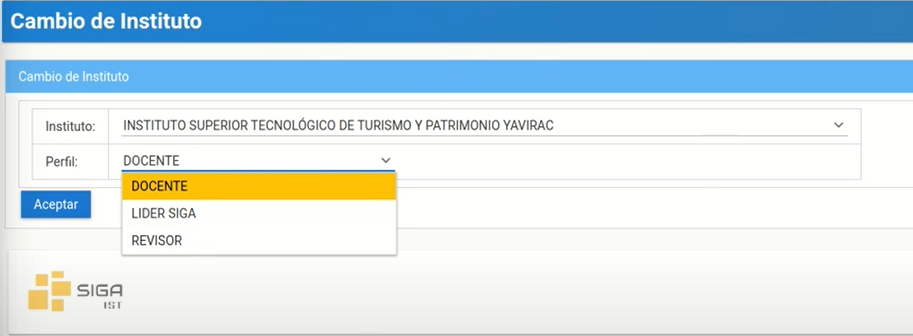 Cambio de Instituto
Cambio de Instituto
Instituto: INSTITUTO SUPERIOR TECNOLÓGICO DE TURISMO Y PATRIMONIO YAVIRAC
Perfil: DOCENTE
DOCENTE
LIDER SIGA
REVISOR
Aceptar
SIGA
IST